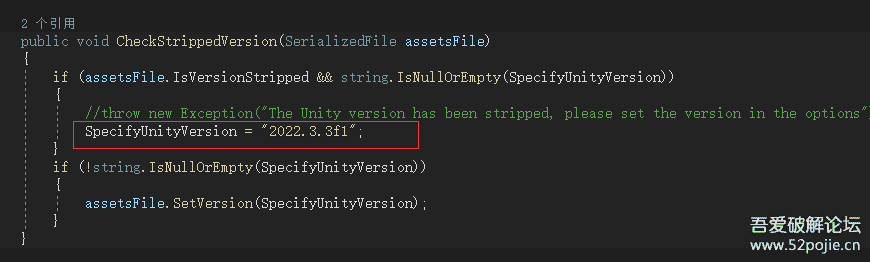 2 个引用
public void CheckStrippedVersion(SerializedFile assetsFile)
{
if (assetsFile.IsVersionStripped && string.IsNullOrEmpty(SpecifyUnityVersion))
{
//throw new Exception("The Unity version has been stripped, please set the version in the options"
SpecifyUnityVersion = "2022.3.3f1";
}
if (!string.IsNullOrEmpty(SpecifyUnityVersion))
{
assetsFile.SetVersion(SpecifyUnityVersion);
}
}
吾爱破解论坛
www.52pojie.cn